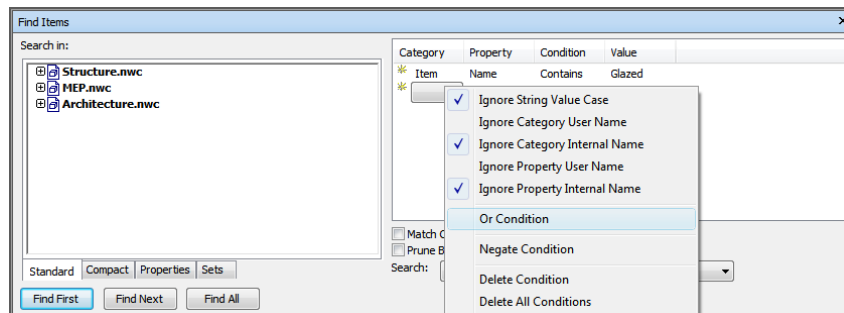 Find Items
Search in:
Structure.nwc
MEP.nwc
Architecture.nwc
Standard Compact Properties Sets
Find First Find Next Find All
Category Property Condition Value
Item Name Contains Glazed
Ignore String Value Case
Ignore Category User Name
Ignore Category Internal Name
Ignore Property User Name
Ignore Property Internal Name
Or Condition
Negate Condition
Delete Condition
Delete All Conditions
Match
Prune
Search: